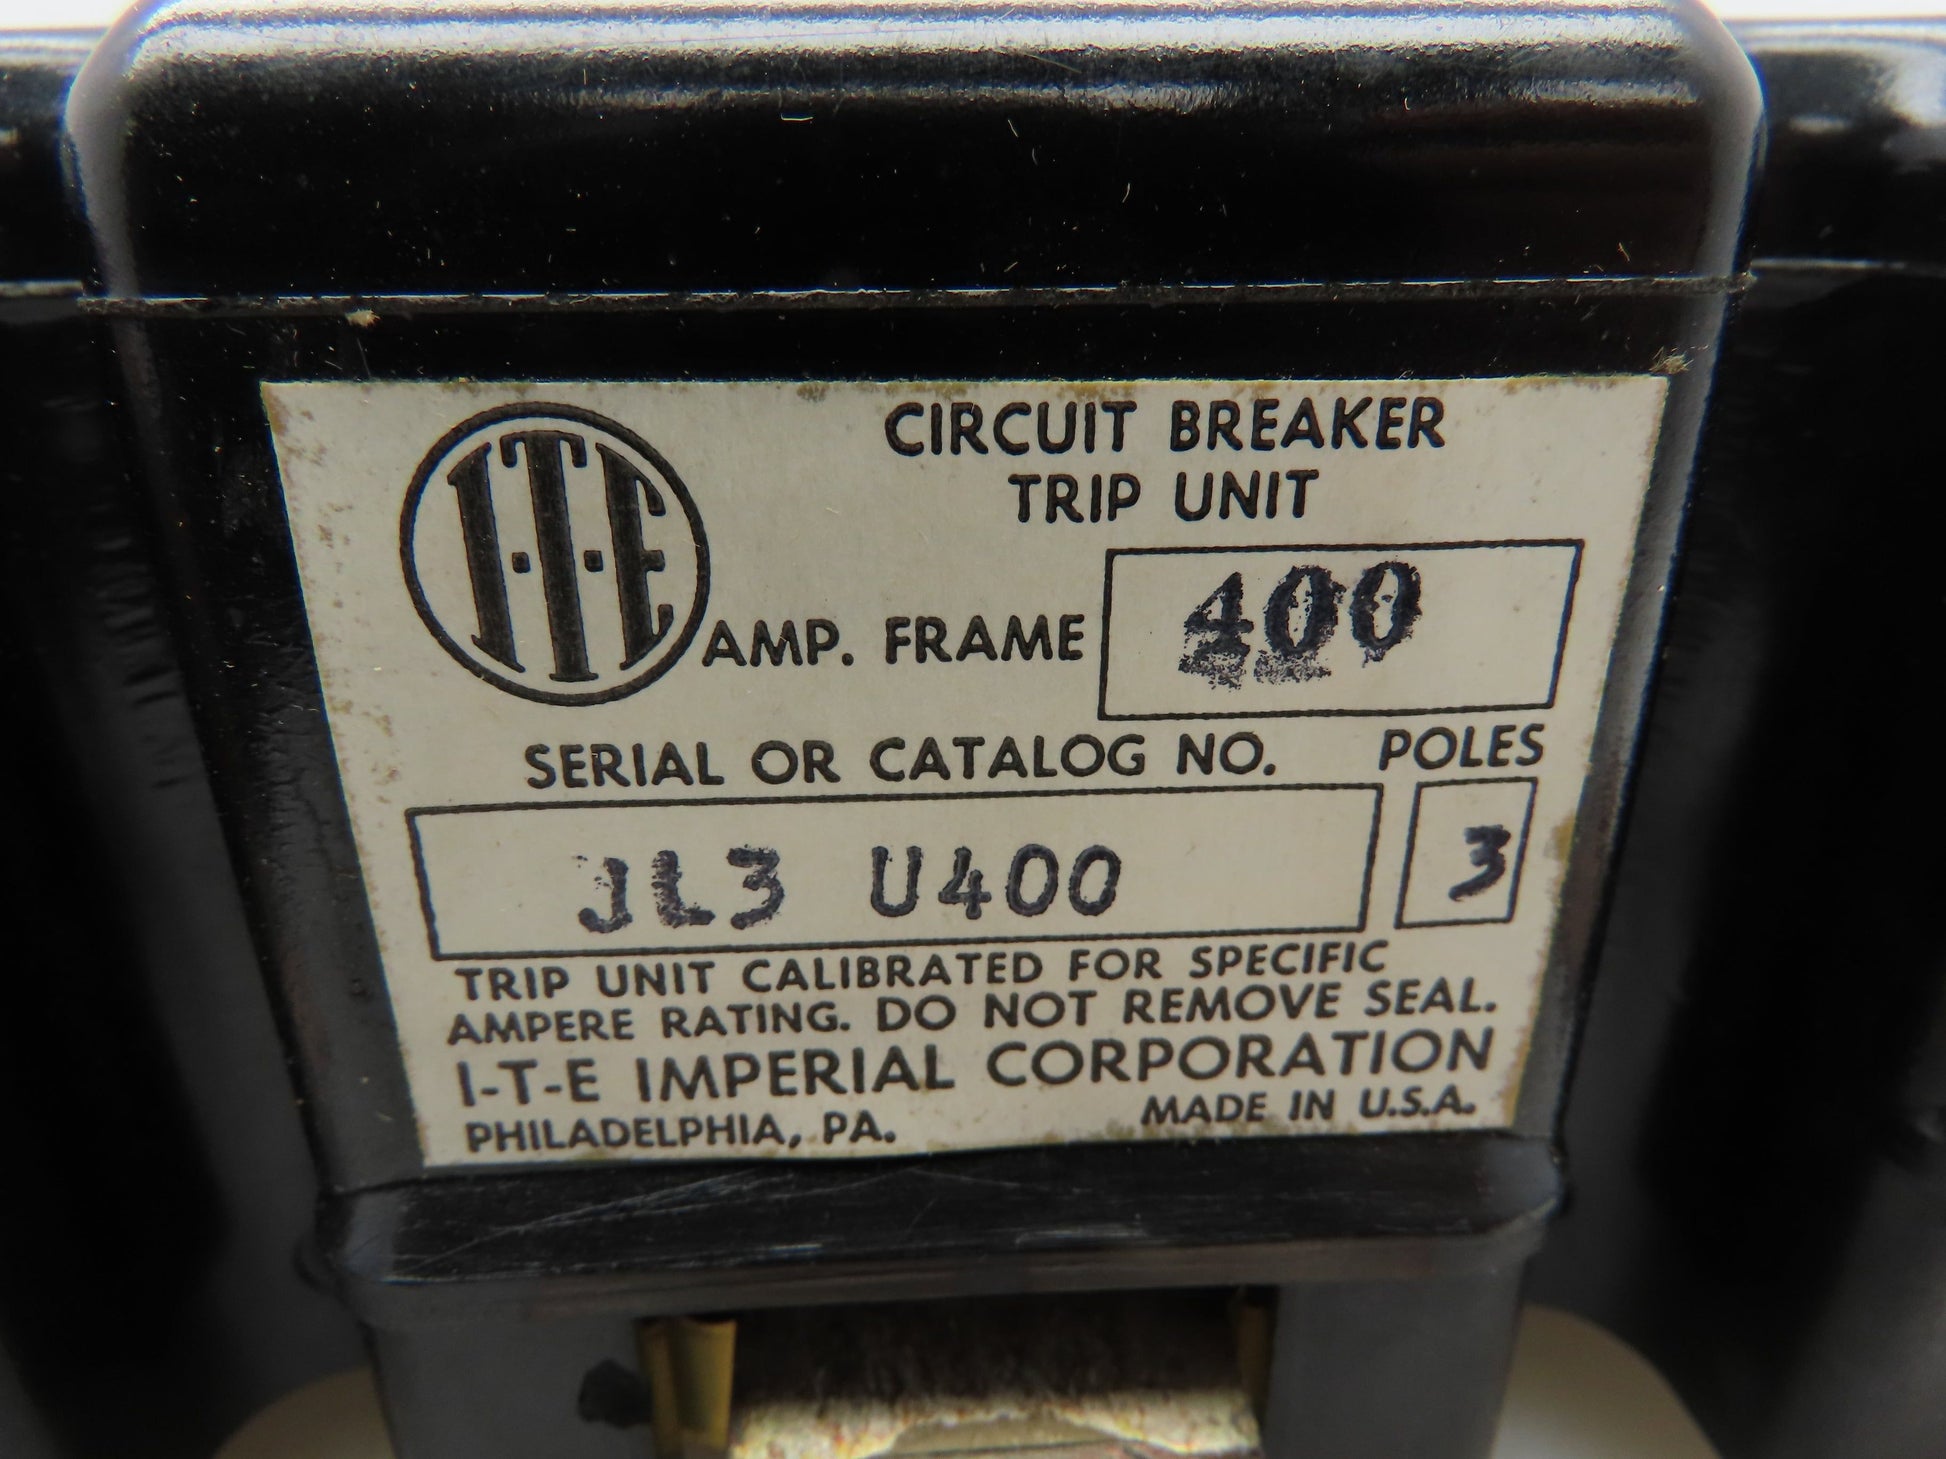 I·T·E
CIRCUIT BREAKER
TRIP UNIT
AMP. FRAME 400
SERIAL OR CATALOG NO. POLES
JL3 U400 3
TRIP UNIT CALIBRATED FOR SPECIFIC
AMPERE RATING. DO NOT REMOVE SEAL.
I-T-E IMPERIAL CORPORATION
PHILADELPHIA, PA. MADE IN U.S.A.